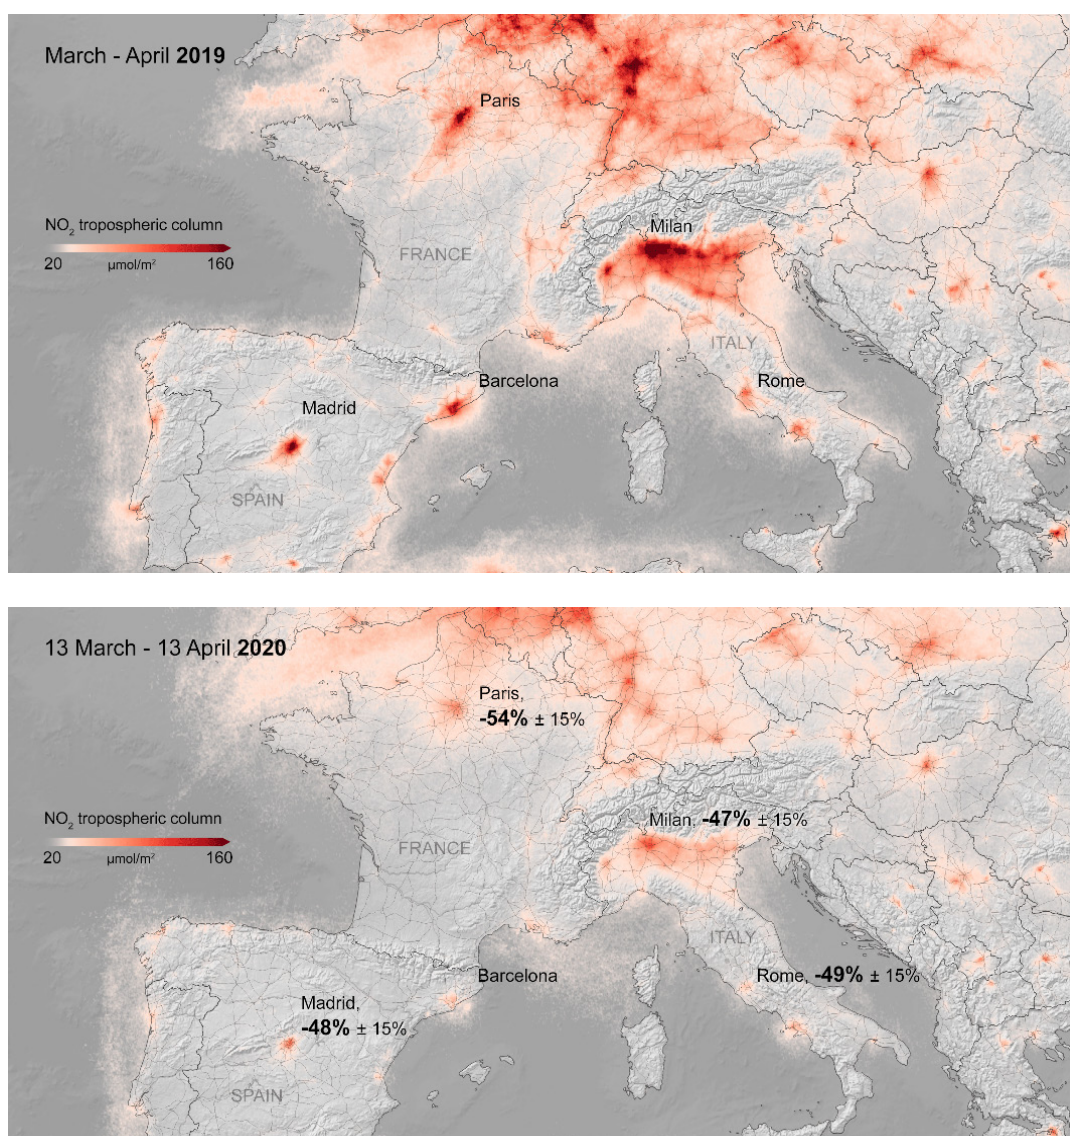 March - April 2019
Paris
NO₂ tropospheric column
20 µmol/m² 160
FRANCE
Milan
ITALY
Barcelona
Rome
Madrid
SPAIN
13 March - 13 April 2020
Paris,
-54% ± 15%
NO₂ tropospheric column
20 µmol/m² 160
Milan, -47% ± 15%
FRANCE
ITALY
Barcelona
Rome, -49% ± 15%
Madrid,
-48% ± 15%
SPAIN